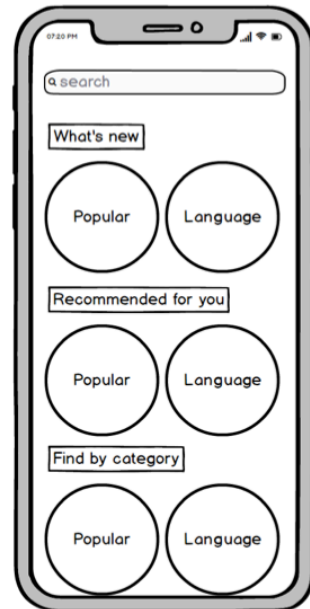 07:20 PM
search
What's new
Popular Language
Recommended for you
Popular Language
Find by category
Popular Language